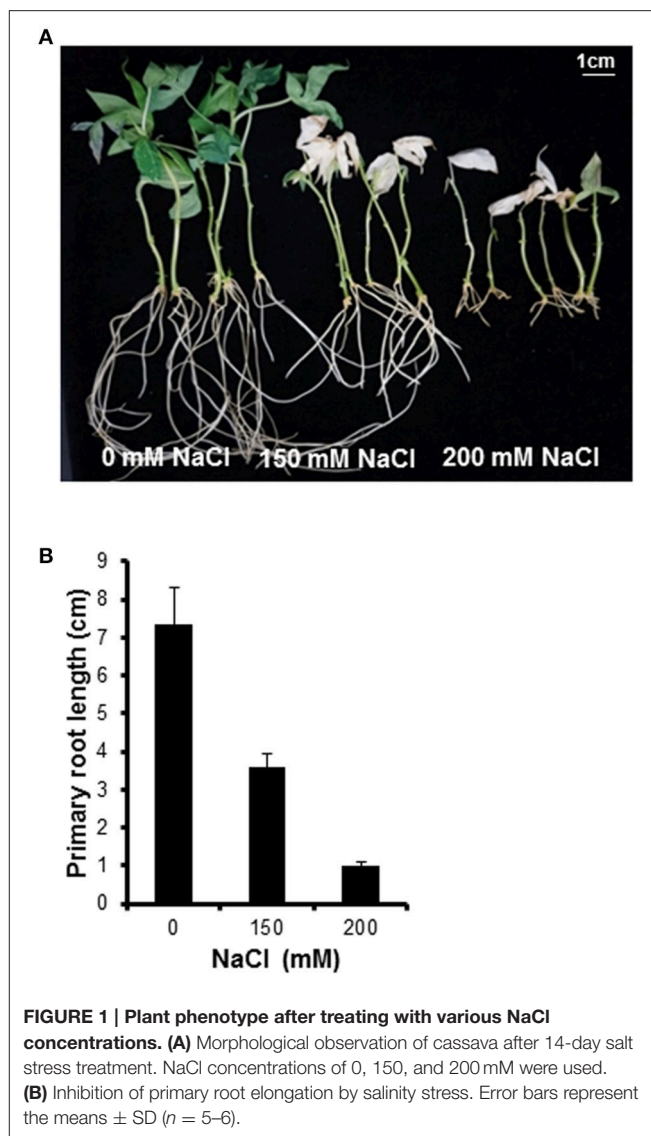 A
1cm
0 mM NaCl 150 mM NaCl 200 mM NaCl
B
Primary root length (cm)
9
8
7
6
5
4
3
2
1
0
0 150 200
NaCl (mM)
FIGURE 1 | Plant phenotype after treating with various NaCl
concentrations. (A) Morphological observation of cassava after 14-day salt
stress treatment. NaCl concentrations of 0, 150, and 200 mM were used.
(B) Inhibition of primary root elongation by salinity stress. Error bars represent
the means ± SD (n = 5–6).